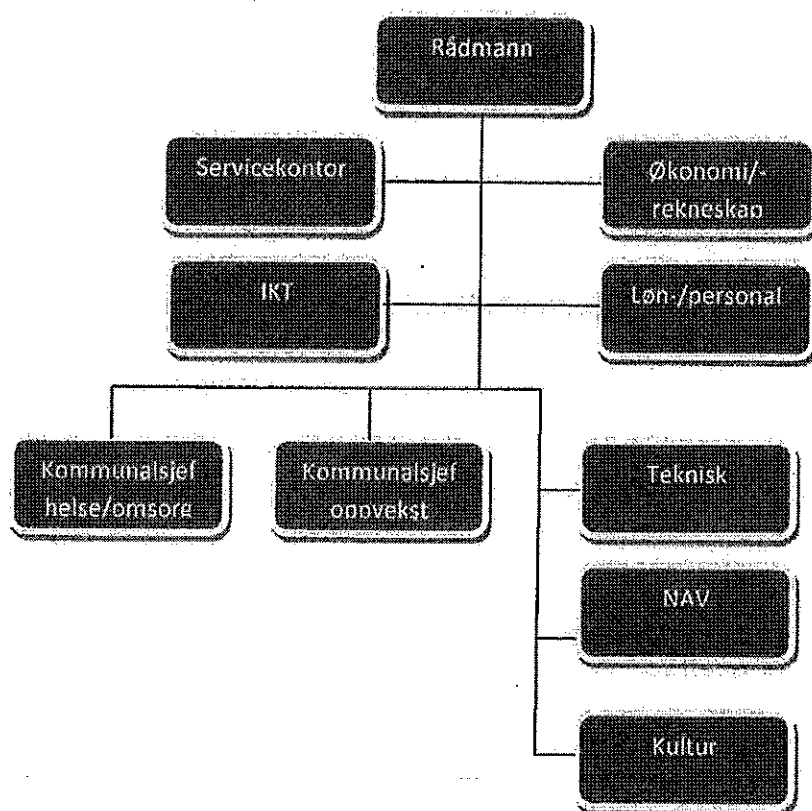 Rådmann
Servicekontor
Økonomi/-
rekneskap
IKT
Løn-/personal
Kommunalsjef
helse/omsorg
Kommunalsjef
oppvekst
Teknisk
NAV
Kultur